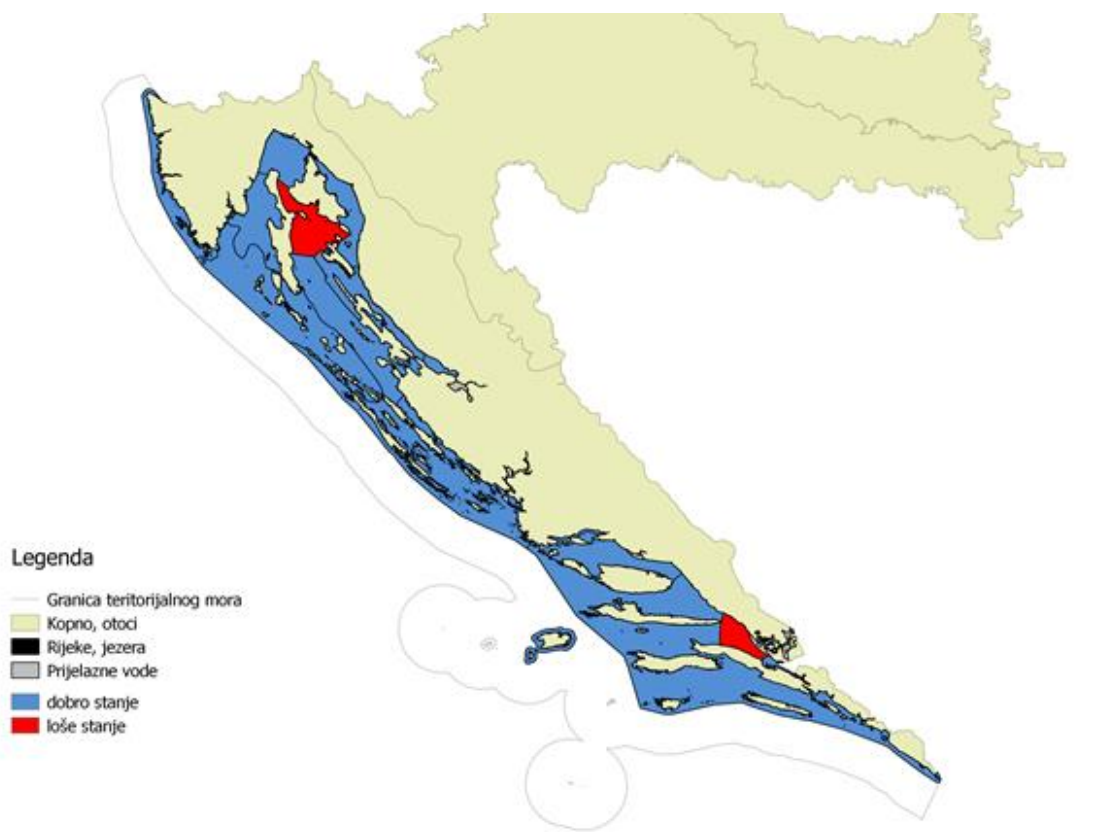 Legenda
Granica teritorijalnog mora
Kopno, otoci
Rijeke, jezera
Prijelazne vode
dobro stanje
loše stanje